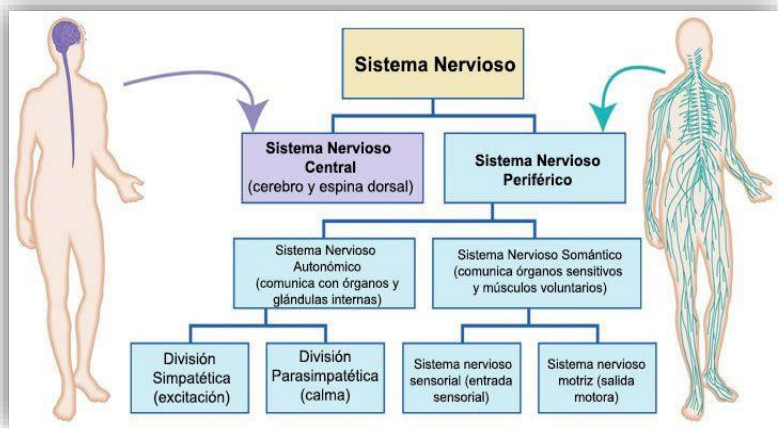 Sistema Nervioso
Sistema Nervioso
Central
(cerebro y espina dorsal)
Sistema Nervioso
Periférico
Sistema Nervioso
Autonómico
(comunica con órganos y
glándulas internas)
Sistema Nervioso Somántico
(comunica órganos sensitivos
y músculos voluntarios)
División
Simpatética
(excitación)
División
Parasimpatética
(calma)
Sistema nervioso
sensorial (entrada
sensorial)
Sistema nervioso
motriz (salida
motora)